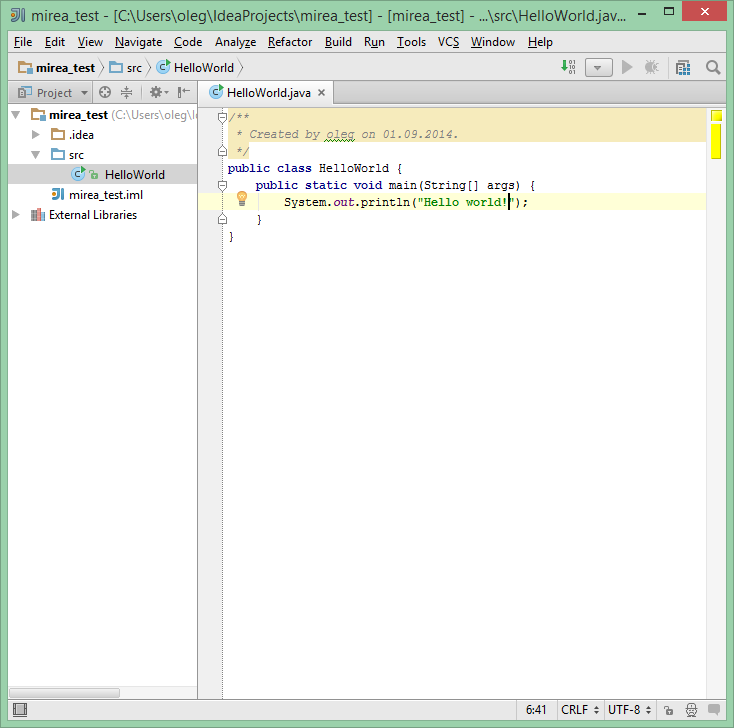 mirea_test - [C:\Users\oleg\IdeaProjects\mirea_test] - [mirea_test] - ...\src\HelloWorld.jav...
File Edit View Navigate Code Analyze Refactor Build Run Tools VCS Window Help
mirea_test src HelloWorld
Project
HelloWorld.java
mirea_test (C:\Users\oleg\I
.idea
src
HelloWorld
mirea_test.iml
External Libraries
/**
* Created by oleg on 01.09.2014.
*/
public class HelloWorld {
public static void main(String[] args) {
System.out.println("Hello world!");
}
}
6:41 CRLF UTF-8